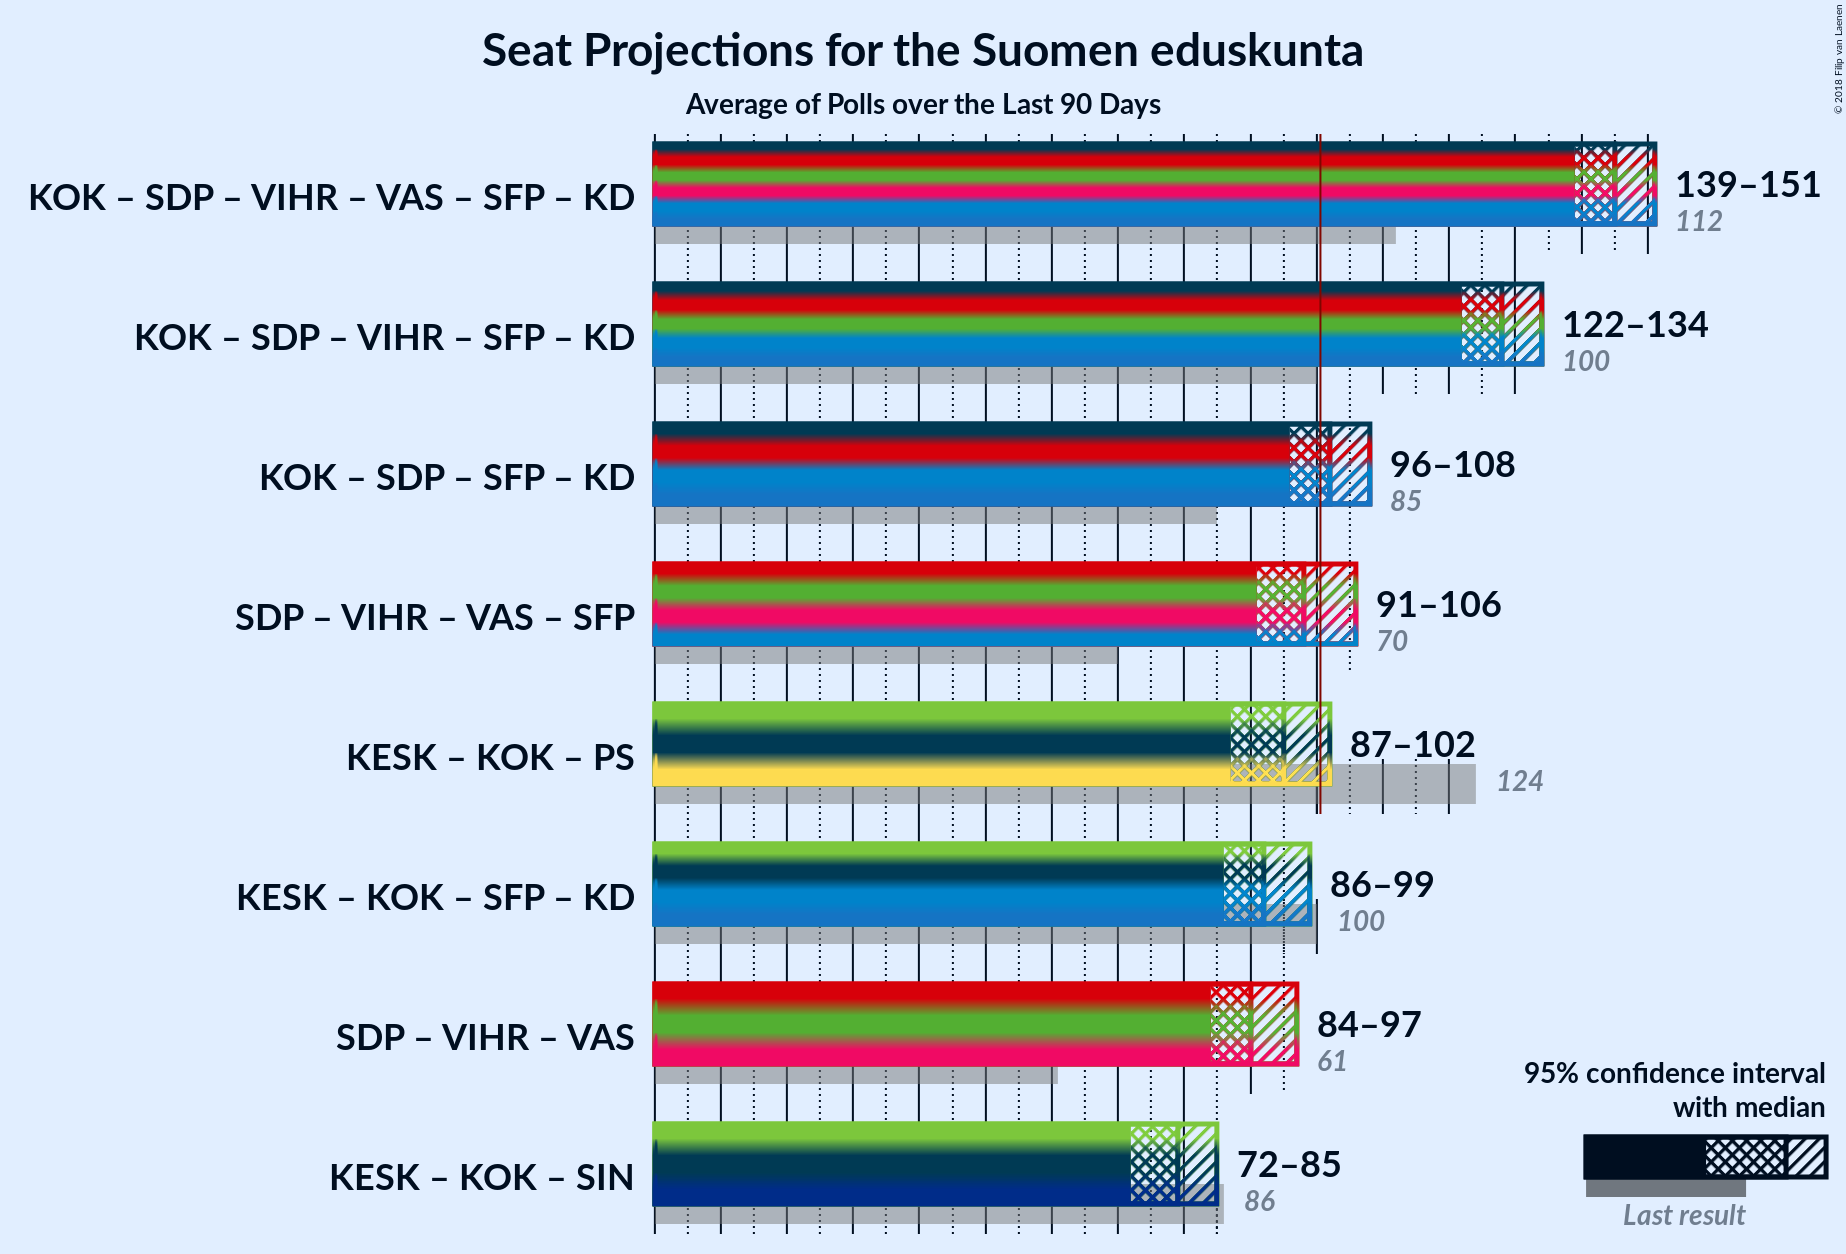 Seat Projections for the Suomen eduskunta
Average of Polls over the Last 90 Days
© 2018 Filip van Laenen
KOK – SDP – VIHR – VAS – SFP – KD
139–151
112
KOK – SDP – VIHR – SFP – KD
122–134
100
KOK – SDP – SFP – KD
96–108
85
SDP – VIHR – VAS – SFP
91–106
70
KESK – KOK – PS
87–102
124
KESK – KOK – SFP – KD
86–99
100
SDP – VIHR – VAS
84–97
61
KESK – KOK – SIN
72–85
86
95% confidence interval
with median
Last result